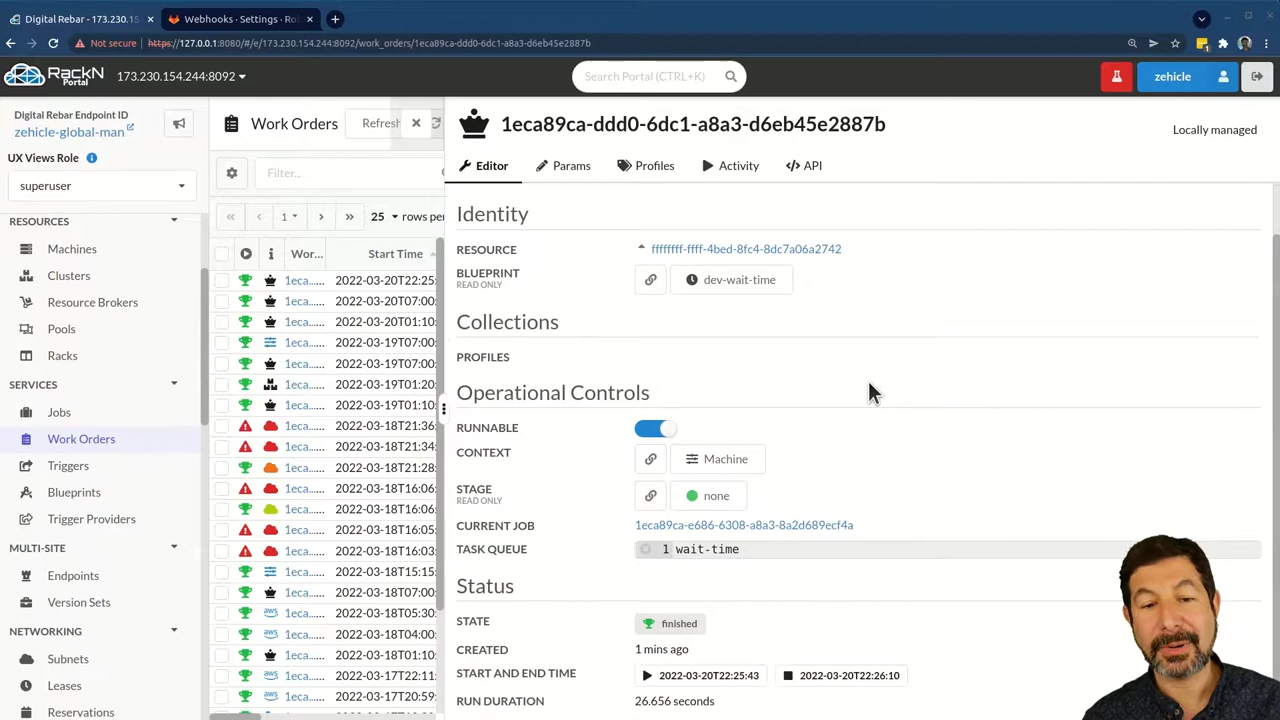 Digital Rebar - 173.230.15
Webhooks · Settings · Ro
Not secure
https://127.0.0.1:8080/#/e/173.230.154.244:8092/work_orders/1eca89ca-ddd0-6dc1-a8a3-d6eb45e2887b
RackN
Portal
173.230.154.244:8092
Search Portal (CTRL+K)
zehicle
Digital Rebar Endpoint ID
zehicle-global-man
UX Views Role
superuser
RESOURCES
Machines
Clusters
Resource Brokers
Pools
Racks
SERVICES
Jobs
Work Orders
Triggers
Blueprints
Trigger Providers
MULTI-SITE
Endpoints
Version Sets
NETWORKING
Subnets
Leases
Reservations
Work Orders
Refresh
Filter...
1
25
rows per
Wor...
Start Time
1eca...... 2022-03-20T22:25:
1eca...... 2022-03-20T07:00:
1eca...... 2022-03-20T01:10:
1eca...... 2022-03-19T07:00:
1eca...... 2022-03-19T07:00:
1eca...... 2022-03-19T01:20:
1eca...... 2022-03-19T01:10:
1eca...... 2022-03-18T21:36:
1eca...... 2022-03-18T21:34:
1eca...... 2022-03-18T21:28:
1eca...... 2022-03-18T16:06:
1eca...... 2022-03-18T16:06:
1eca...... 2022-03-18T16:05:
1eca...... 2022-03-18T16:03:
1eca...... 2022-03-18T15:15:
1eca...... 2022-03-18T07:00:
aws 1eca...... 2022-03-18T05:30:
aws 1eca...... 2022-03-18T04:00:
1eca...... 2022-03-18T01:10:
aws 1eca...... 2022-03-17T22:11:
aws 1eca...... 2022-03-17T20:59:
1eca89ca-ddd0-6dc1-a8a3-d6eb45e2887b
Locally managed
Editor
Params
Profiles
Activity
API
Identity
RESOURCE
ffffffff-ffff-4bed-8fc4-8dc7a06a2742
BLUEPRINT
READ ONLY
dev-wait-time
Collections
PROFILES
Operational Controls
RUNNABLE
CONTEXT
Machine
STAGE
READ ONLY
none
CURRENT JOB
1eca89ca-e686-6308-a8a3-8a2d689ecf4a
TASK QUEUE
1 wait-time
Status
STATE
finished
CREATED
1 mins ago
START AND END TIME
2022-03-20T22:25:43
2022-03-20T22:26:10
RUN DURATION
26.656 seconds